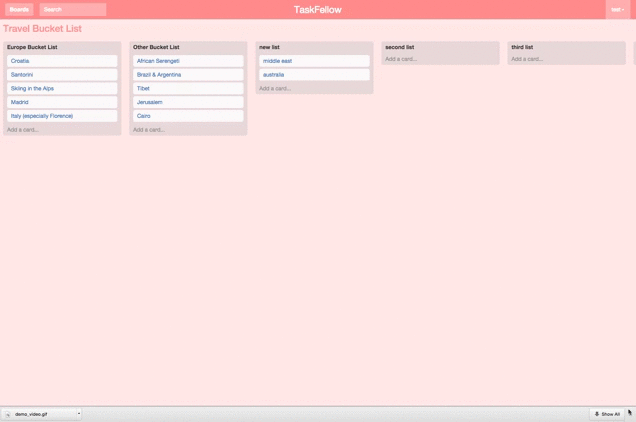 Boards
Search
TaskFellow
Travel Bucket List
Europe Bucket List
Croatia
Santorini
Skiing in the Alps
Madrid
Italy (especially Florence)
Add a card...
Other Bucket List
African Serengeti
Brazil & Argentina
Tibet
Jerusalem
Cairo
Add a card...
new list
middle east
australia
Add a card...
second list
Add a card...
third list
Add a card...
demo_video.gif
Show All